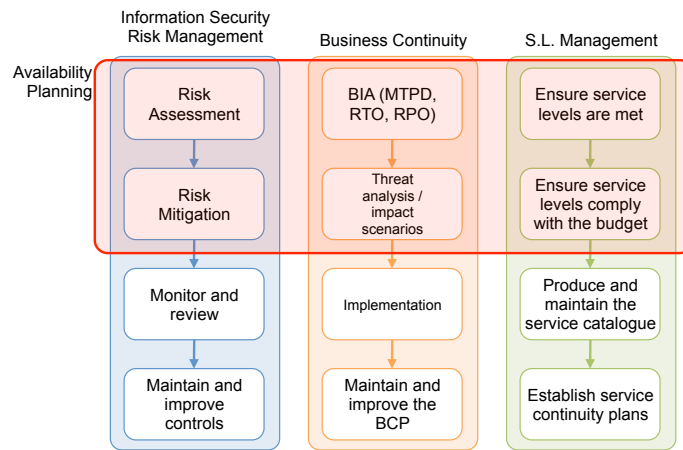 Information Security
Risk Management
Business Continuity
S.L. Management
Availability
Planning
Risk
Assessment
BIA (MTPD,
RTO, RPO)
Ensure service
levels are met
Risk
Mitigation
Threat
analysis /
impact
scenarios
Ensure service
levels comply
with the budget
Monitor and
review
Implementation
Produce and
maintain the
service catalogue
Maintain and
improve
controls
Maintain and
improve the
BCP
Establish service
continuity plans